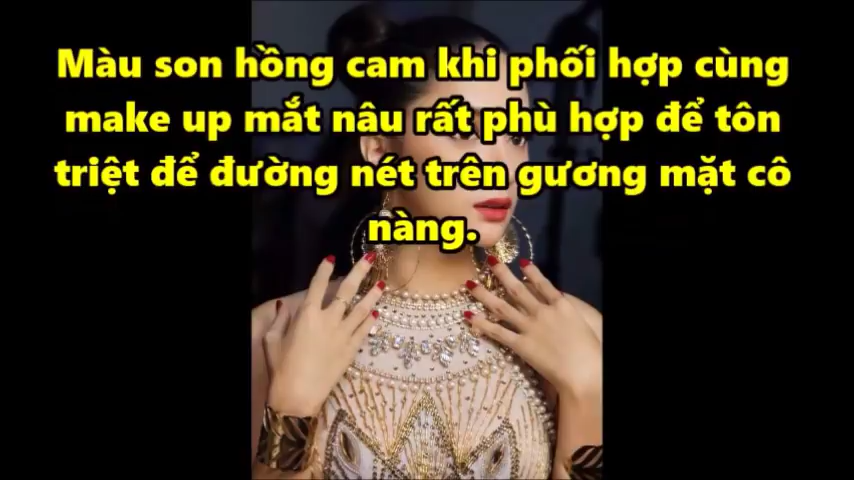 Màu son hồng cam khi phối hợp cùng
make up mắt nâu rất phù hợp để tôn
triệt để đường nét trên gương mặt cô
nàng.